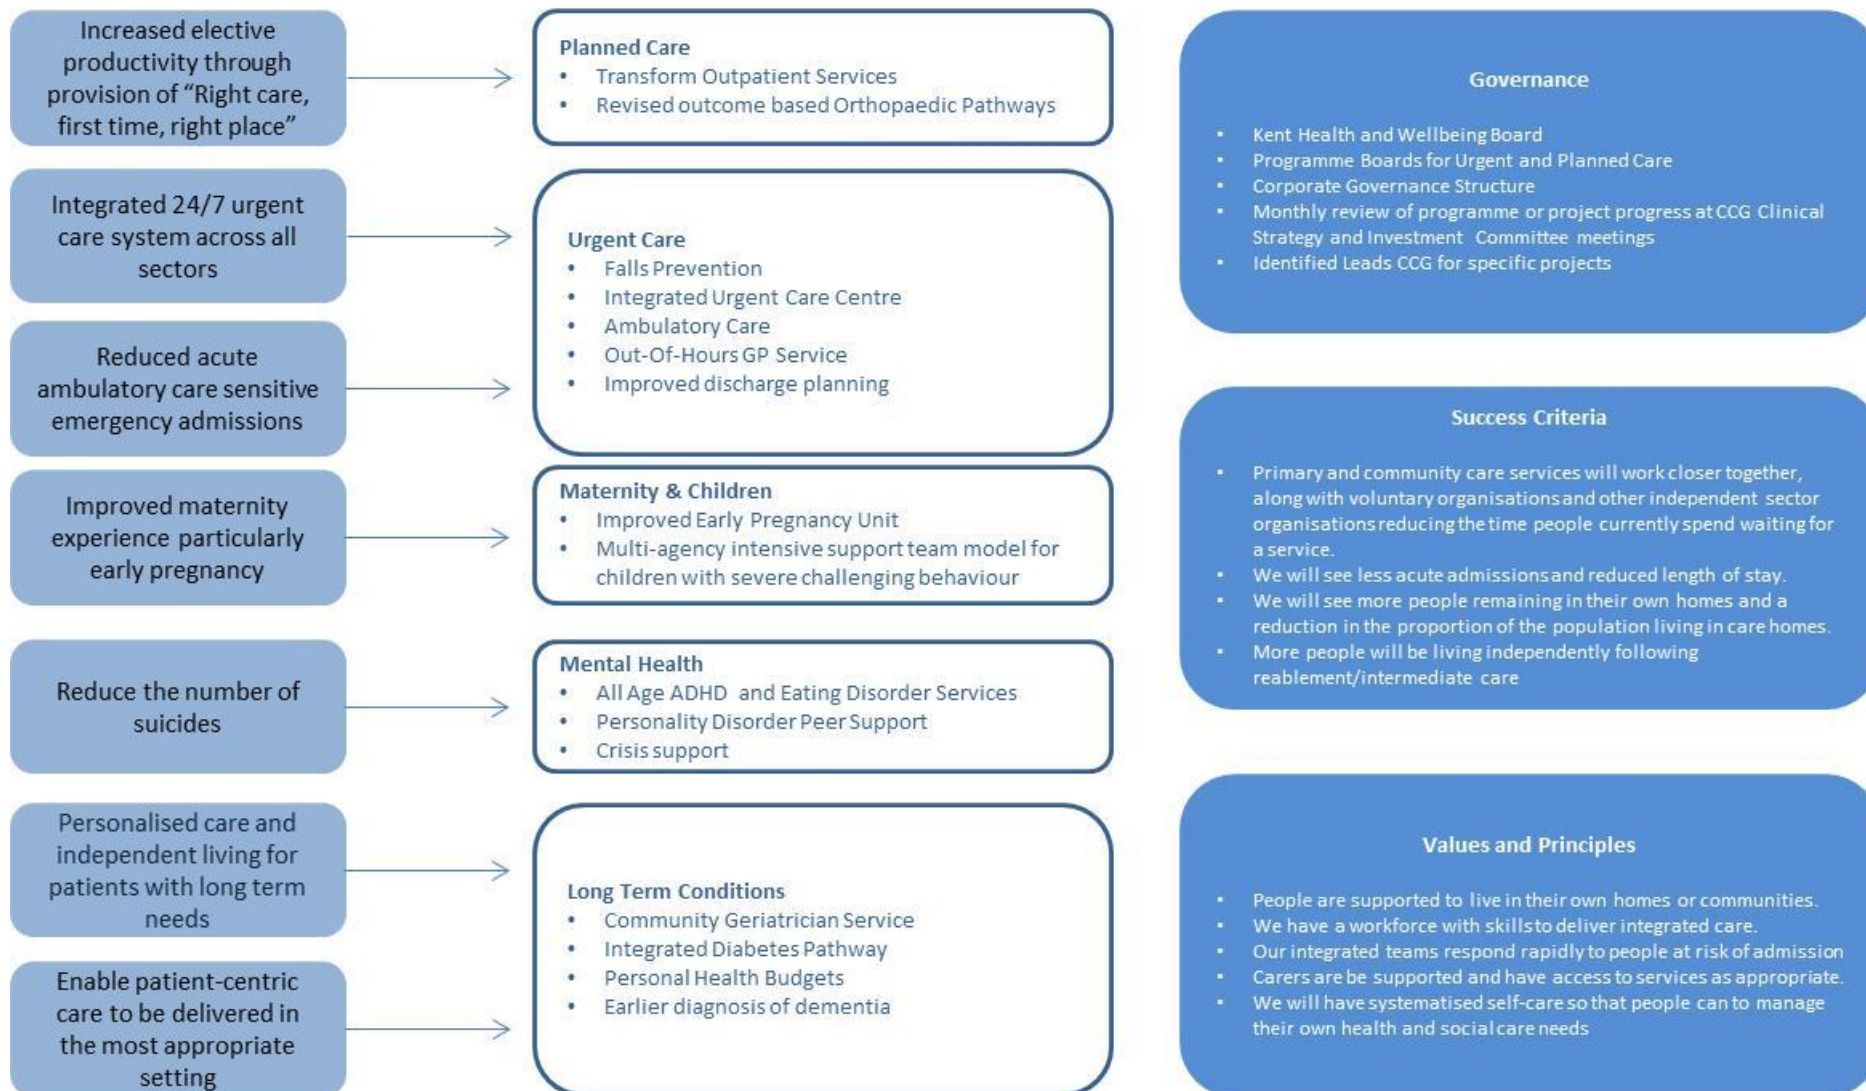 Increased elective
productivity through
provision of “Right care,
first time, right place”
Integrated 24/7 urgent
care system across all
sectors
Reduced acute
ambulatory care sensitive
emergency admissions
Improved maternity
experience particularly
early pregnancy
Reduce the number of
suicides
Personalised care and
independent living for
patients with long term
needs
Enable patient-centric
care to be delivered in
the most appropriate
setting
Planned Care
• Transform Outpatient Services
• Revised outcome based Orthopaedic Pathways
Urgent Care
• Falls Prevention
• Integrated Urgent Care Centre
• Ambulatory Care
• Out-Of-Hours GP Service
• Improved discharge planning
Maternity & Children
• Improved Early Pregnancy Unit
• Multi-agency intensive support team model for
children with severe challenging behaviour
Mental Health
• All Age ADHD and Eating Disorder Services
• Personality Disorder Peer Support
• Crisis support
Long Term Conditions
• Community Geriatrician Service
• Integrated Diabetes Pathway
• Personal Health Budgets
• Earlier diagnosis of dementia
Governance
• Kent Health and Wellbeing Board
• Programme Boards for Urgent and Planned Care
• Corporate Governance Structure
• Monthly review of programme or project progress at CCG Clinical
Strategy and Investment Committee meetings
• Identified Leads CCG for specific projects
Success Criteria
• Primary and community care services will work closer together,
along with voluntary organisations and other independent sector
organisations reducing the time people currently spend waiting for
a service.
• We will see less acute admissions and reduced length of stay.
• We will see more people remaining in their own homes and a
reduction in the proportion of the population living in care homes.
• More people will be living independently following
reablement/intermediate care
Values and Principles
• People are supported to live in their own homes or communities.
• We have a workforce with skills to deliver integrated care.
• Our integrated teams respond rapidly to people at risk of admission
• Carers are be supported and have access to services as appropriate.
• We will have systematised self-care so that people can to manage
their own health and social care needs